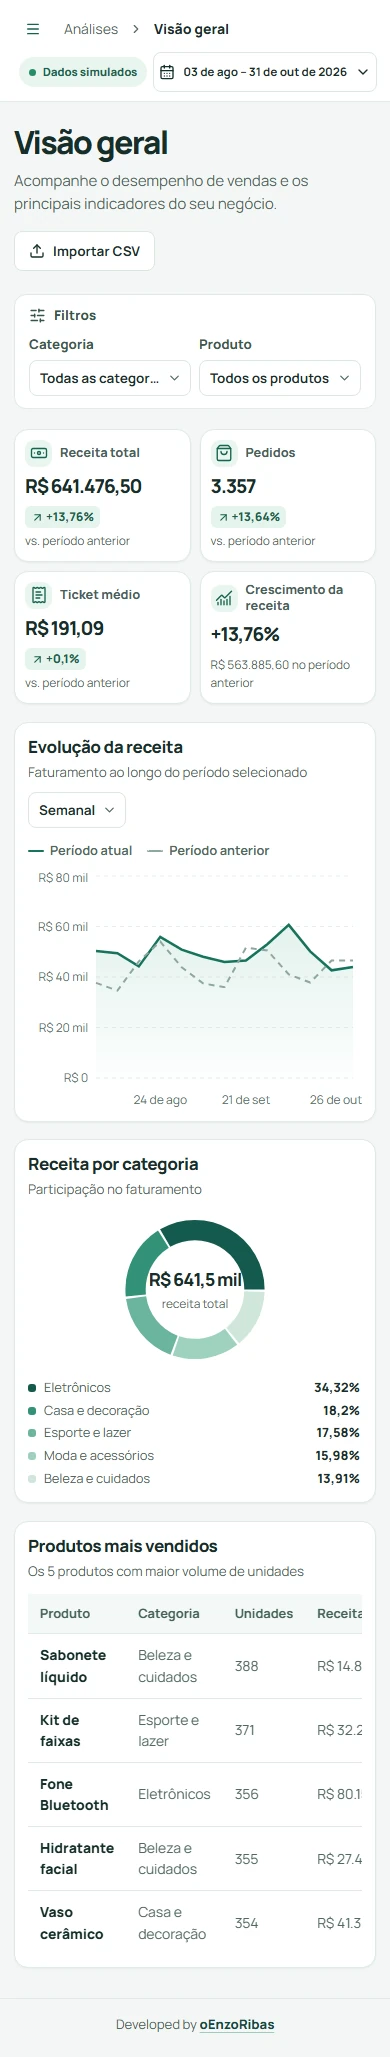 Análises > Visão geral
Dados simulados
03 de ago – 31 de out de 2026
Visão geral
Acompanhe o desempenho de vendas e os
principais indicadores do seu negócio.
Importar CSV
Filtros
Categoria
Produto
Todas as categor...
Todos os produtos
Receita total
R$ 641.476,50
+13,76%
vs. período anterior
Pedidos
3.357
+13,64%
vs. período anterior
Ticket médio
R$ 191,09
+0,1%
vs. período anterior
Crescimento da
receita
+13,76%
R$ 563.885,60 no período
anterior
Evolução da receita
Faturamento ao longo do período selecionado
Semanal
Período atual
Período anterior
R$ 80 mil
R$ 60 mil
R$ 40 mil
R$ 20 mil
R$ 0
24 de ago
21 de set
26 de out
Receita por categoria
Participação no faturamento
R$ 641,5 mil
receita total
Eletrônicos 34,32%
Casa e decoração 18,2%
Esporte e lazer 17,58%
Moda e acessórios 15,98%
Beleza e cuidados 13,91%
Produtos mais vendidos
Os 5 produtos com maior volume de unidades
Produto Categoria Unidades Receita
Sabonete
líquido
Beleza e
cuidados
388
R$ 14.8
Kit de
faixas
Esporte e
lazer
371
R$ 32.2
Fone
Bluetooth
Eletrônicos
356
R$ 80.1
Hidratante
facial
Beleza e
cuidados
355
R$ 27.4
Vaso
cerâmico
Casa e
decoração
354
R$ 41.3
Developed by oEnzoRibas